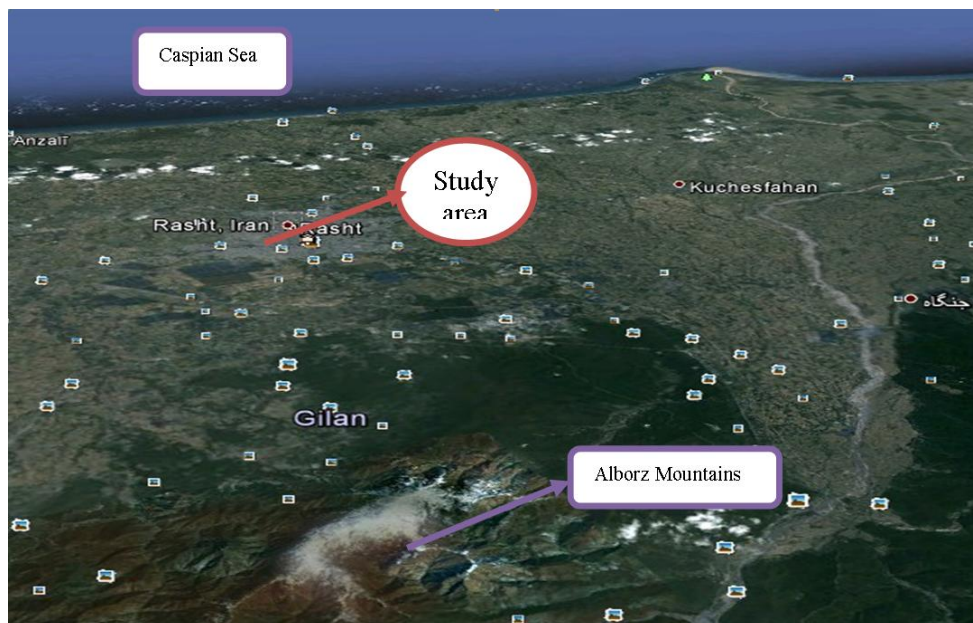 Caspian Sea
Anzali
Study
area
Kuchesfahan
Rasht, Iran
Rasht
جنگاه
Gilan
Alborz Mountains